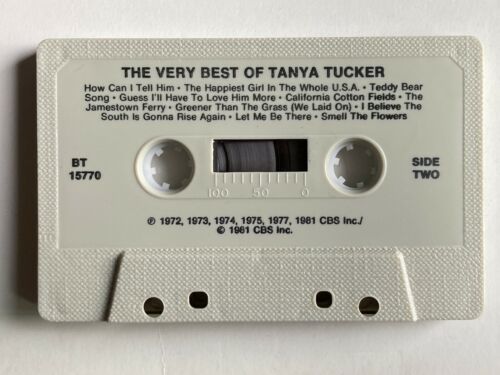 THE VERY BEST OF TANYA TUCKER
How Can I Tell Him • The Happiest Girl In The Whole U.S.A. • Teddy Bear
Song • Guess I'll Have To Love Him More • California Cotton Fields • The
Jamestown Ferry • Greener Than The Grass (We Laid On) • I Believe The
South Is Gonna Rise Again • Let Me Be There • Smell The Flowers
BT
15770
SIDE
TWO
100 50 0
℗ 1972, 1973, 1974, 1975, 1977, 1981 CBS Inc./
© 1981 CBS Inc.